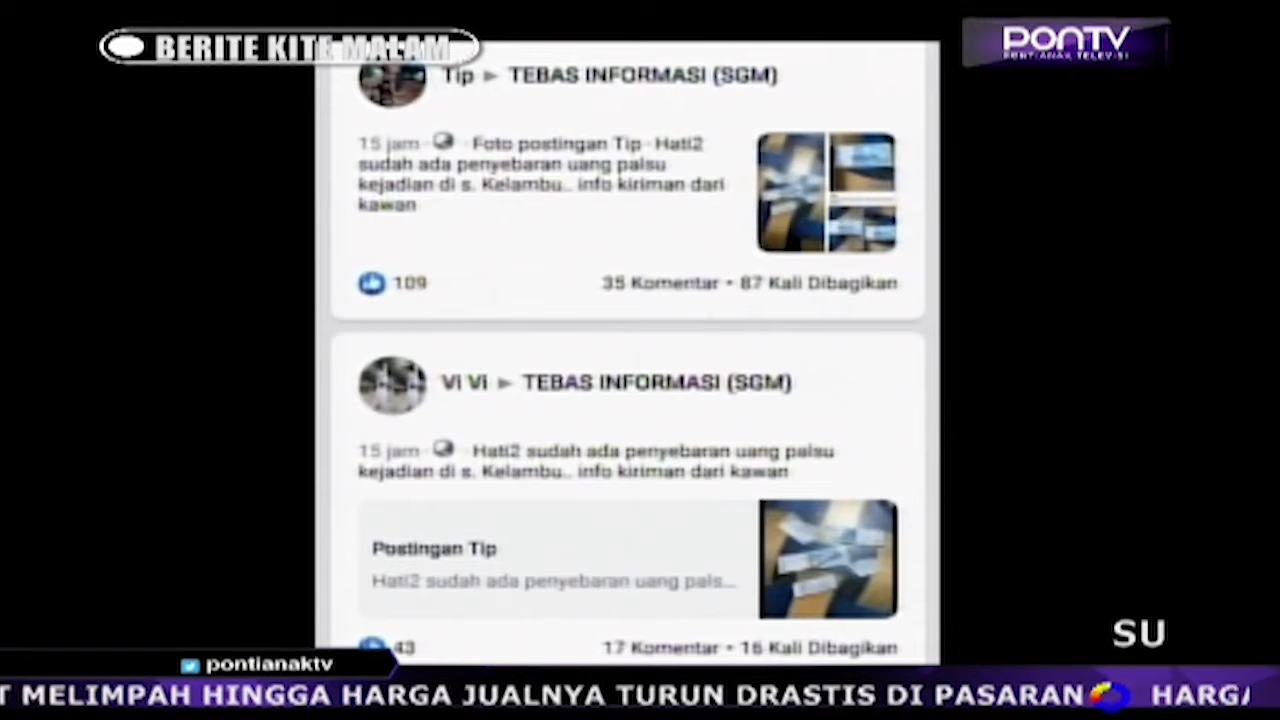 BERITE KITE MALAM
PONTV
PONTIANAK TELEVISI
Tip ► TEBAS INFORMASI (SGM)
15 jam · Foto postingan Tip · Hati2
sudah ada penyebaran uang palsu
kejadian di s. Kelambu.. info kiriman dari
kawan
109
35 Komentar • 87 Kali Dibagikan
Vi Vi ► TEBAS INFORMASI (SGM)
15 jam · Hati2 sudah ada penyebaran uang palsu
kejadian di s. Kelambu.. info kiriman dari kawan
Postingan Tip
Hati2 sudah ada penyebaran uang pals...
43
17 Komentar • 16 Kali Dibagikan
SU
pontianaktv
T MELIMPAH HINGGA HARGA JUALNYA TURUN DRASTIS DI PASARAN HARGA